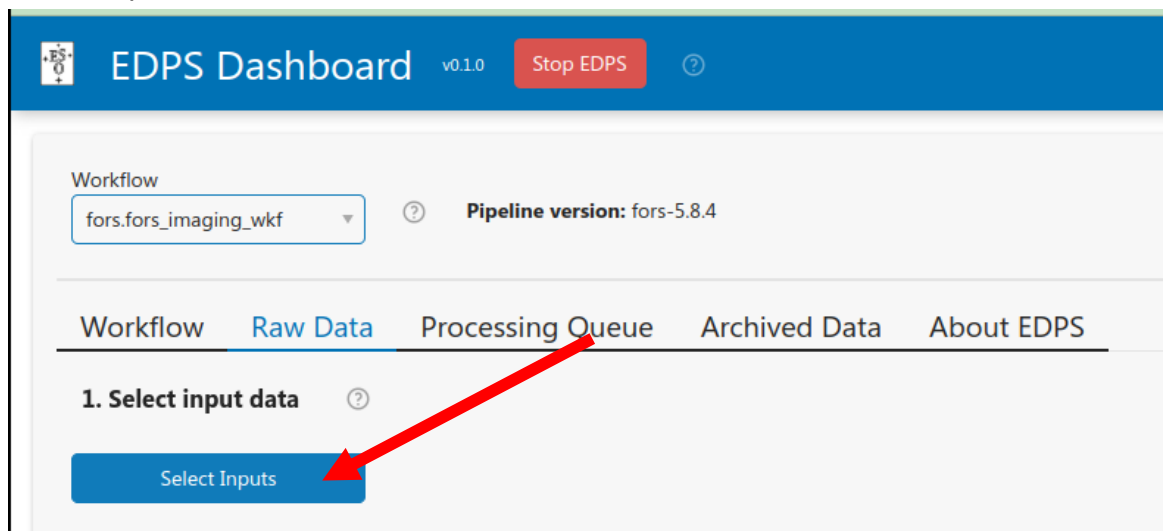 ES
O
EDPS Dashboard v0.1.0 Stop EDPS ?
Workflow
fors.fors_imaging_wkf ? Pipeline version: fors-5.8.4
Workflow Raw Data Processing Queue Archived Data About EDPS
1. Select input data ?
Select Inputs